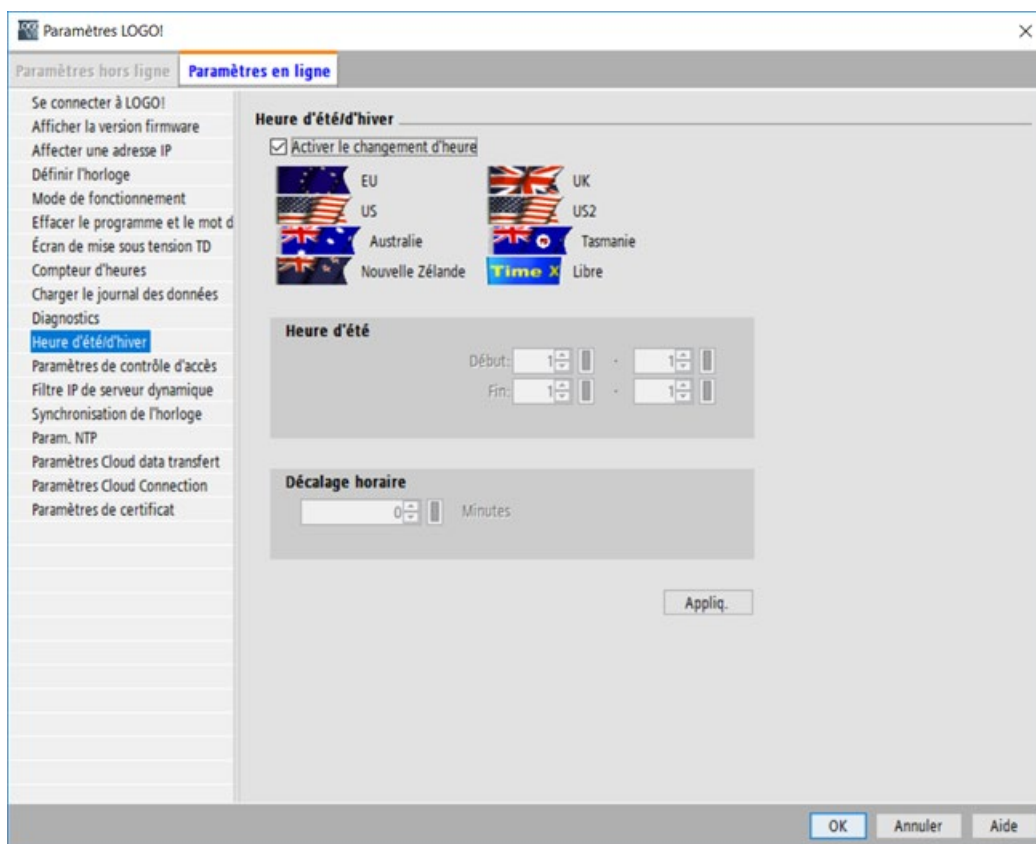 Paramètres LOGO!
Paramètres hors ligne
Paramètres en ligne
Se connecter à LOGO!
Afficher la version firmware
Affecter une adresse IP
Définir l'horloge
Mode de fonctionnement
Effacer le programme et le mot d
Écran de mise sous tension TD
Compteur d'heures
Charger le journal des données
Diagnostics
Heure d'été/d'hiver
Paramètres de contrôle d'accès
Filtre IP de serveur dynamique
Synchronisation de l'horloge
Param. NTP
Paramètres Cloud data transfert
Paramètres Cloud Connection
Paramètres de certificat
Heure d'été/d'hiver
Activer le changement d'heure
EU UK
US US2
Australie Tasmanie
Nouvelle Zélande Time X Libre
Heure d'été
Début: 1 - 1
Fin: 1 - 1
Décalage horaire
0 Minutes
Appliq.
OK Annuler Aide